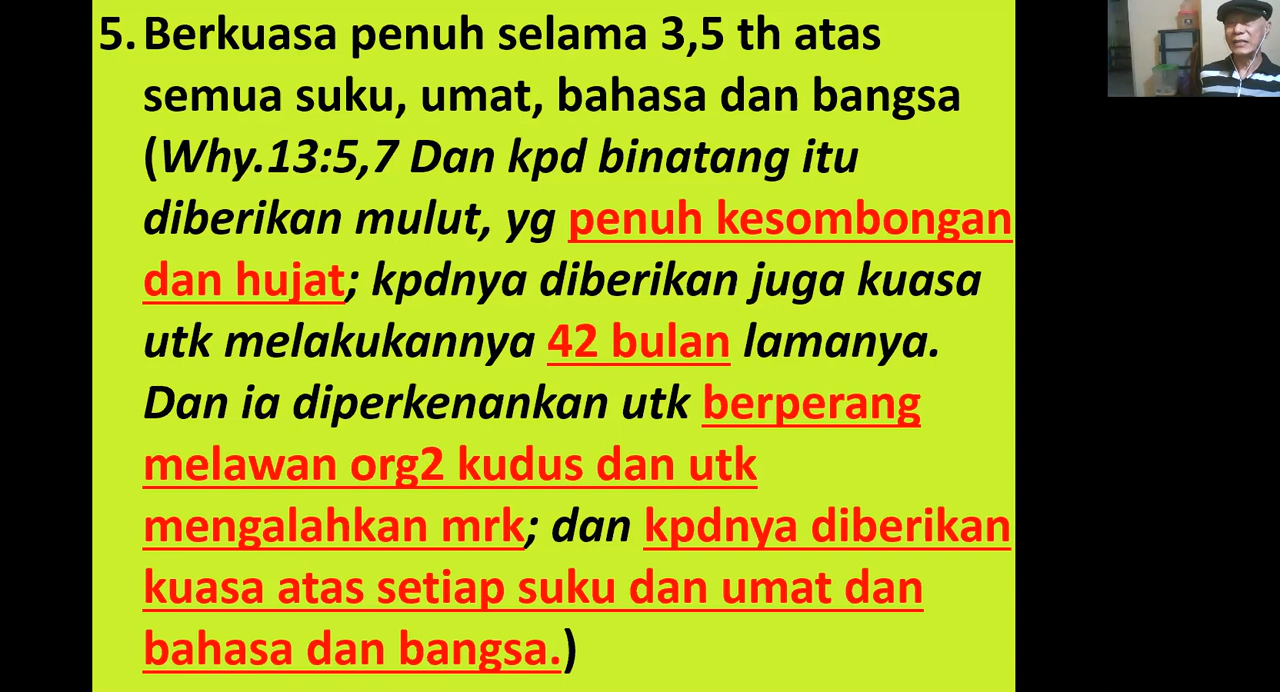 5. Berkuasa penuh selama 3,5 th atas
semua suku, umat, bahasa dan bangsa
(Why.13:5,7 Dan kpd binatang itu
diberikan mulut, yg penuh kesombongan
dan hujat; kpdnya diberikan juga kuasa
utk melakukannya 42 bulan lamanya.
Dan ia diperkenankan utk berperang
melawan org2 kudus dan utk
mengalahkan mrk; dan kpdnya diberikan
kuasa atas setiap suku dan umat dan
bahasa dan bangsa.)